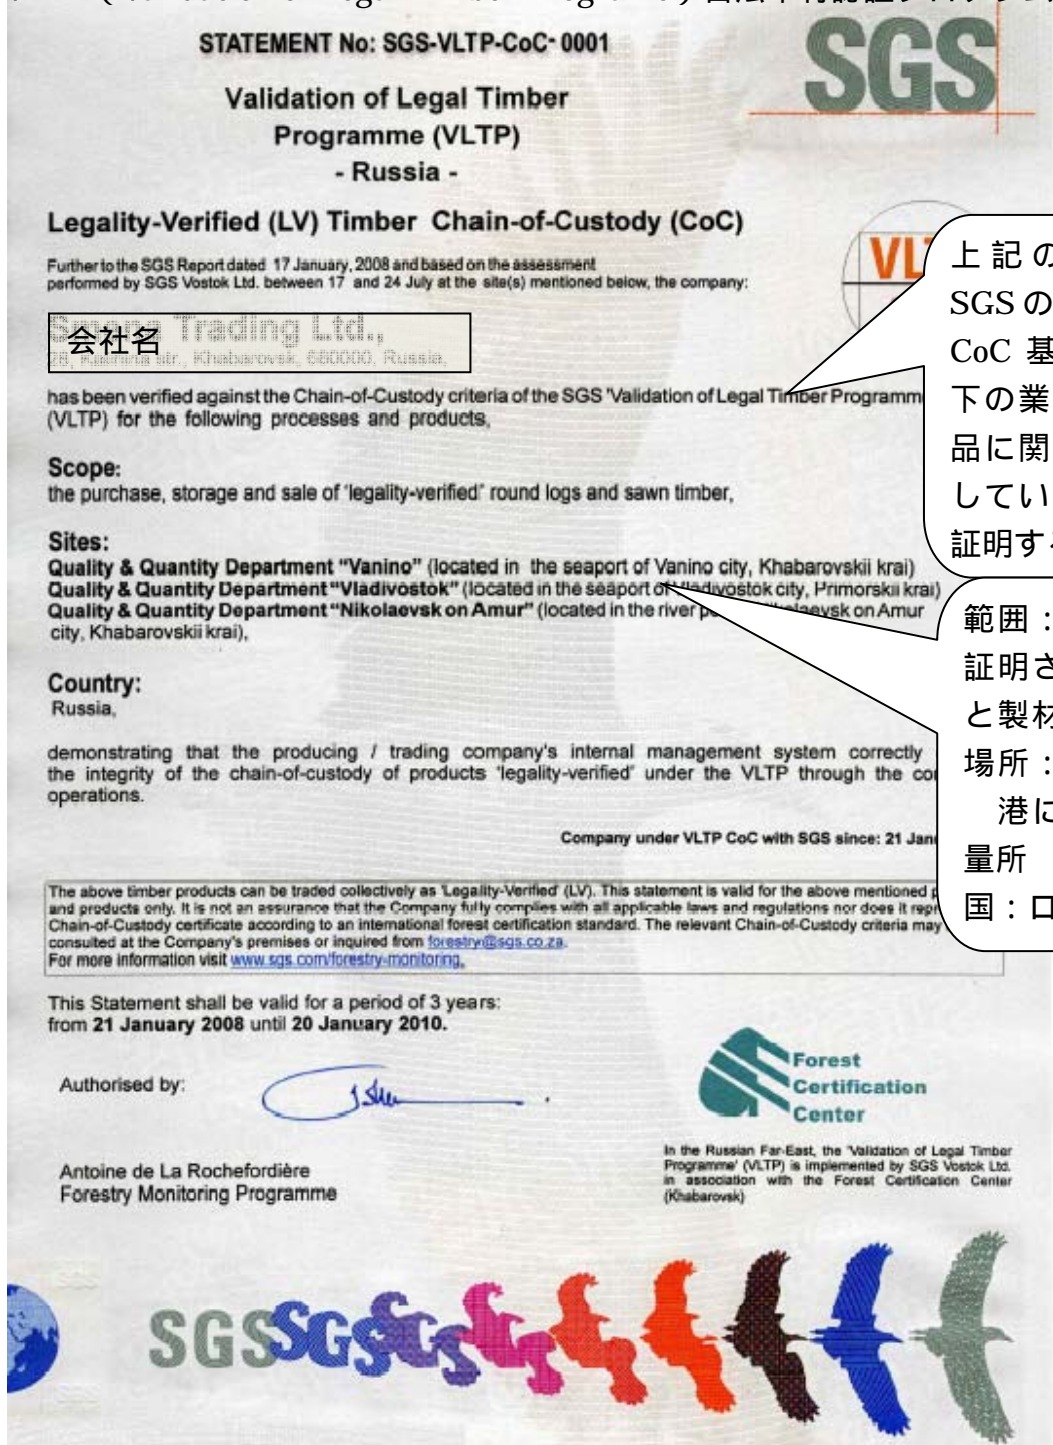 STATEMENT No: SGS-VLTP-CoC- 0001
SGS
Validation of Legal Timber
Programme (VLTP)
- Russia -
Legality-Verified (LV) Timber Chain-of-Custody (CoC)
Further to the SGS Report dated 17 January, 2008 and based on the assessment
performed by SGS Vostok Ltd. between 17 and 24 July at the site(s) mentioned below, the company:
会社名
Trading Ltd.,
Khabarovsk, 680000, Russia,
has been verified against the Chain-of-Custody criteria of the SGS 'Validation of Legal Timber Programm
(VLTP) for the following processes and products,
Scope:
the purchase, storage and sale of 'legality-verified' round logs and sawn timber,
Sites:
Quality & Quantity Department "Vanino" (located in the seaport of Vanino city, Khabarovskii krai)
Quality & Quantity Department "Vladivostok" (located in the seaport of Vladivostok city, Primorskii krai)
Quality & Quantity Department "Nikolaevsk on Amur" (located in the river Nikolaevsk on Amur
city, Khabarovskii krai),
Country:
Russia,
demonstrating that the producing / trading company's internal management system correctly
the integrity of the chain-of-custody of products 'legality-verified' under the VLTP through the
operations.
Company under VLTP CoC with SGS since: 21
The above timber products can be traded collectively as 'Legality-Verified' (LV). This statement is valid for the above mentioned
and products only. It is not an assurance that the Company fully complies with all applicable laws and regulations nor does it
Chain-of-Custody certificate according to an international forest certification standard. The relevant Chain-of-Custody criteria may
consulted at the Company's premises or inquired from forestry@sgs.co.za.
For more information visit www.sgs.com/forestry-monitoring.
This Statement shall be valid for a period of 3 years:
from 21 January 2008 until 20 January 2010.
Authorised by:
Antoine de La Rochefordière
Forestry Monitoring Programme
Forest
Certification
Center
In the Russian Far-East, the 'Validation of Legal Timber
Programme' (VLTP) is implemented by SGS Vostok Ltd.
in association with the Forest Certification Center
(Khabarovsk)
VL
上記の
SGSの
CoC 基
下の業
品に関
してい
証明する
範囲：
証明さ
と製材
場所：
港に
量所
国：ロ
SGS SGS SGS